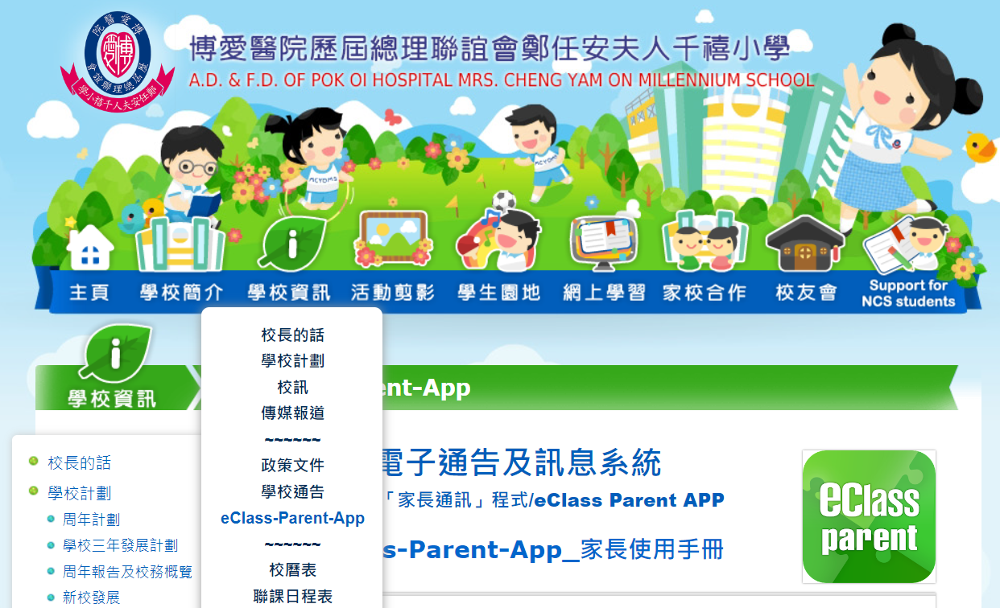 博愛醫院
歷屆總理聯誼會
鄭任安夫人千禧小學
博愛醫院歷屆總理聯誼會鄭任安夫人千禧小學
A.D. & F.D. OF POK OI HOSPITAL MRS. CHENG YAM ON MILLENNIUM SCHOOL
MCYOMS
MCYOMS
主頁
學校簡介
學校資訊
活動剪影
學生園地
網上學習
家校合作
校友會
Support for
NCS students
學校資訊
ent-App
校長的話
學校計劃
校訊
傳媒報道
~~~~~~
政策文件
學校通告
eClass-Parent-App
~~~~~~
校曆表
聯課日程表
校長的話
學校計劃
周年計劃
學校三年發展計劃
周年報告及校務概覽
新校發展
電子通告及訊息系統
「家長通訊」程式/eClass Parent APP
s-Parent-App_家長使用手冊
eClass
parent